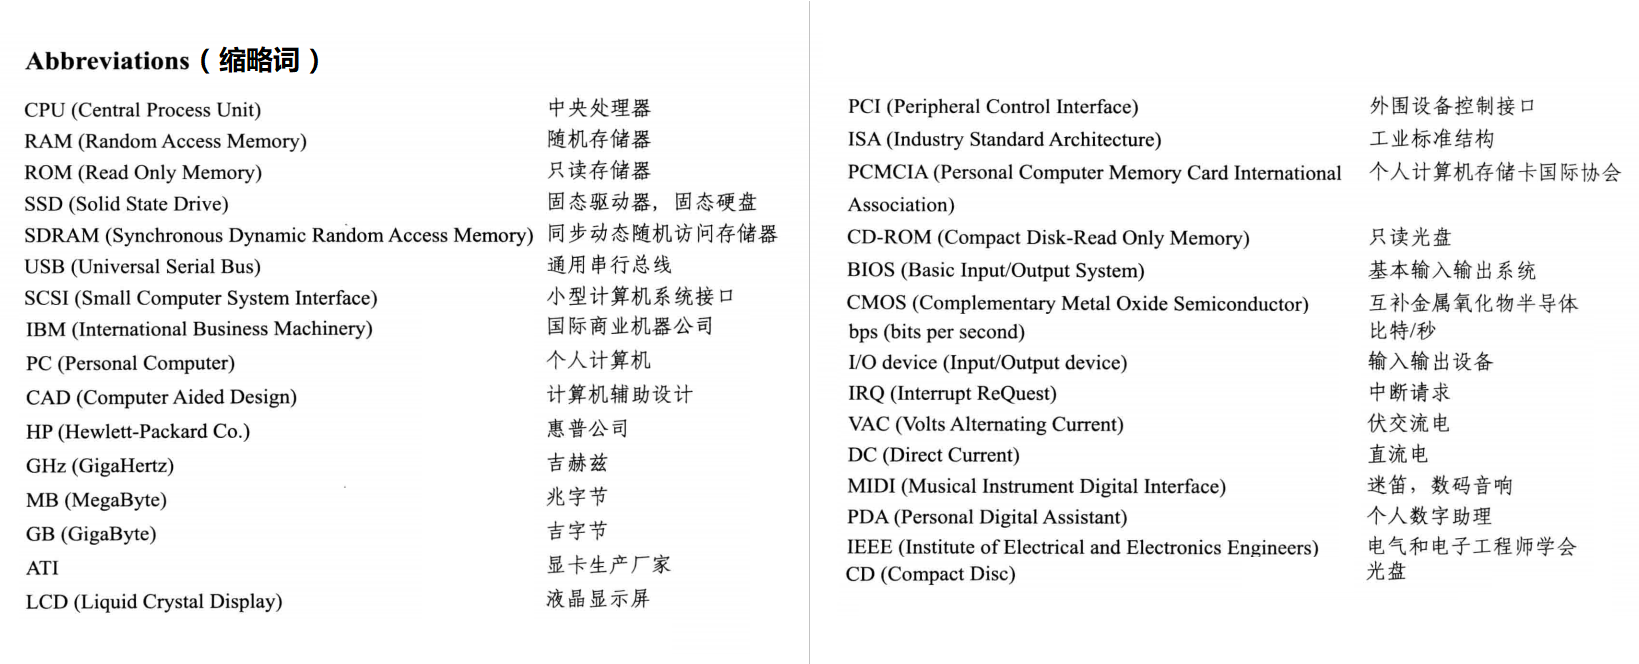 Abbreviations（缩略词）
CPU (Central Process Unit) 中央处理器
RAM (Random Access Memory) 随机存储器
ROM (Read Only Memory) 只读存储器
SSD (Solid State Drive) 固态驱动器，固态硬盘
SDRAM (Synchronous Dynamic Random Access Memory) 同步动态随机访问存储器
USB (Universal Serial Bus) 通用串行总线
SCSI (Small Computer System Interface) 小型计算机系统接口
IBM (International Business Machinery) 国际商业机器公司
PC (Personal Computer) 个人计算机
CAD (Computer Aided Design) 计算机辅助设计
HP (Hewlett-Packard Co.) 惠普公司
GHz (GigaHertz) 吉赫兹
MB (MegaByte) 兆字节
GB (GigaByte) 吉字节
ATI 显卡生产厂家
LCD (Liquid Crystal Display) 液晶显示屏
PCI (Peripheral Control Interface) 外围设备控制接口
ISA (Industry Standard Architecture) 工业标准结构
PCMCIA (Personal Computer Memory Card International 个人计算机存储卡国际协会
Association)
CD-ROM (Compact Disk-Read Only Memory) 只读光盘
BIOS (Basic Input/Output System) 基本输入输出系统
CMOS (Complementary Metal Oxide Semiconductor) 互补金属氧化物半导体
bps (bits per second) 比特/秒
I/O device (Input/Output device) 输入输出设备
IRQ (Interrupt ReQuest) 中断请求
VAC (Volts Alternating Current) 伏交流电
DC (Direct Current) 直流电
MIDI (Musical Instrument Digital Interface) 迷笛，数码音响
PDA (Personal Digital Assistant) 个人数字助理
IEEE (Institute of Electrical and Electronics Engineers) 电气和电子工程师学会
CD (Compact Disc) 光盘